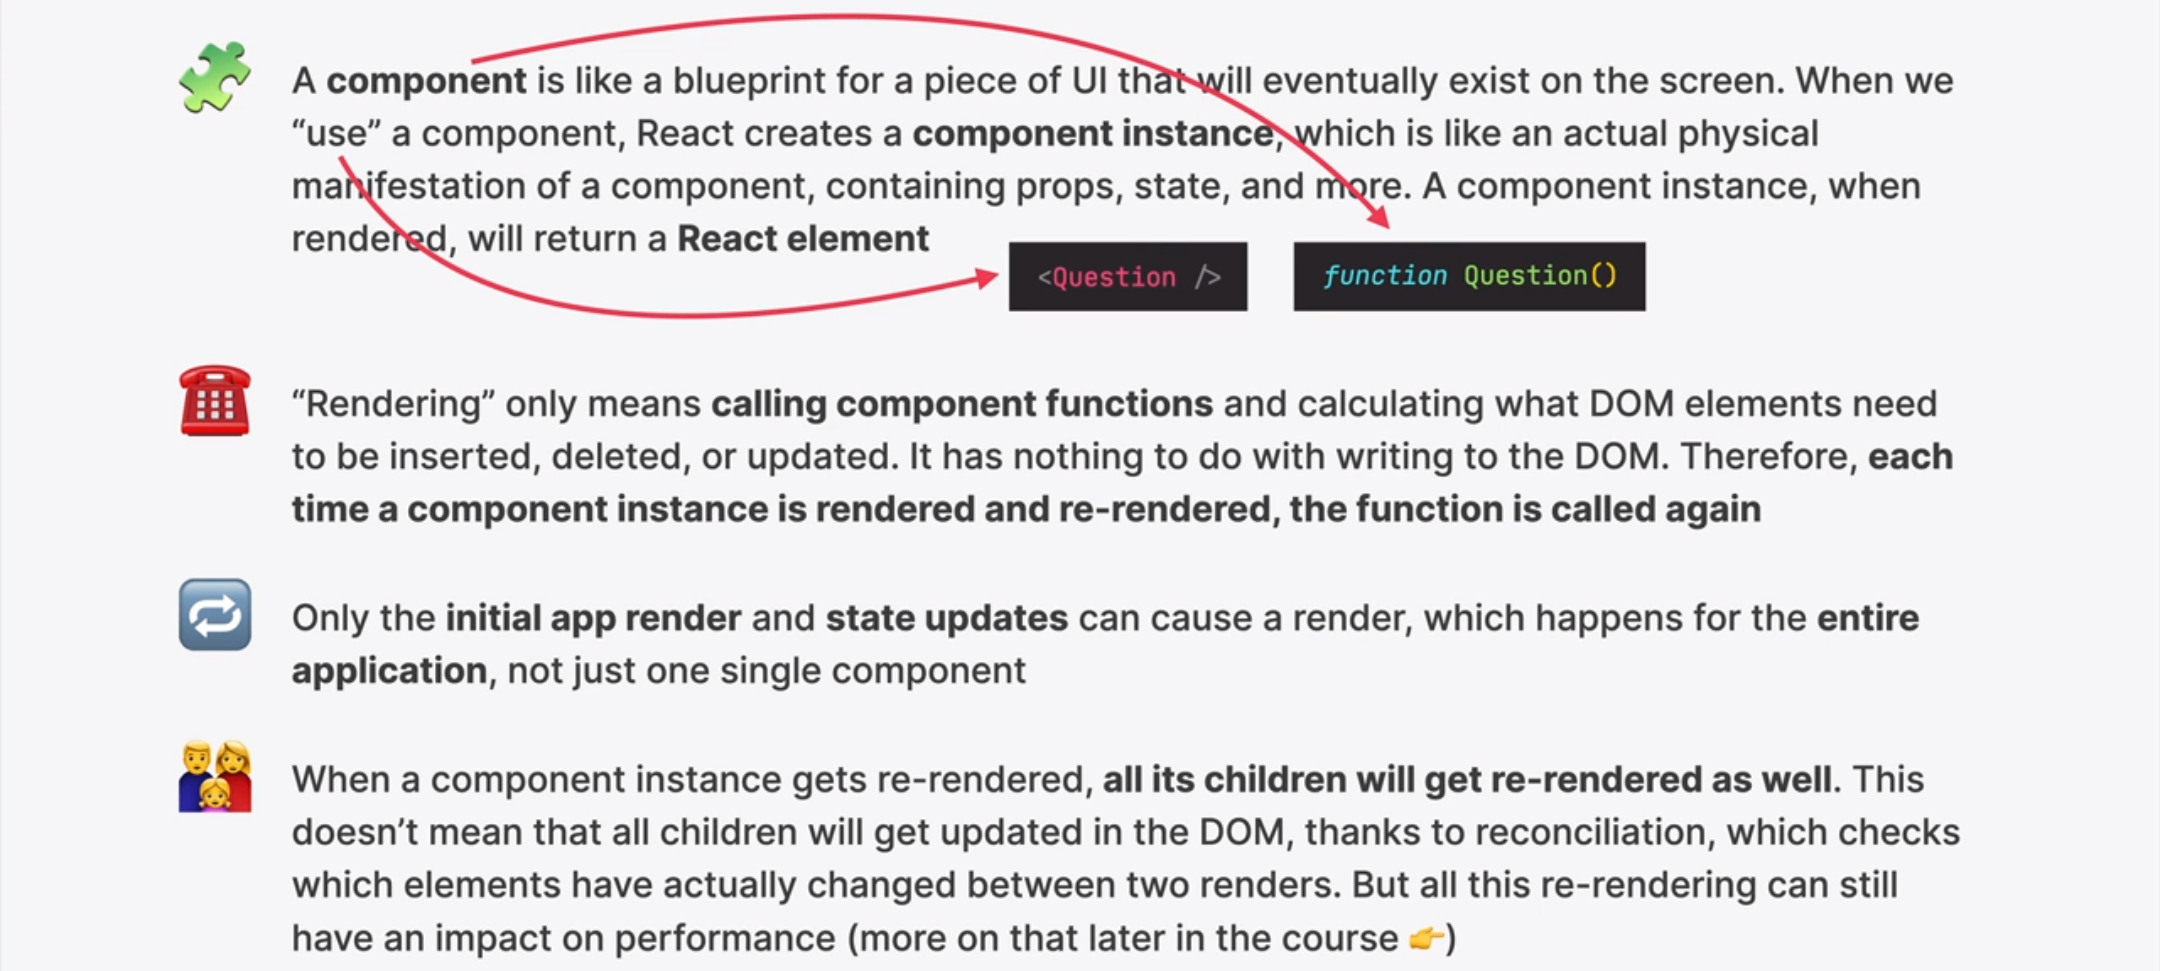 A component is like a blueprint for a piece of UI that will eventually exist on the screen. When we
“use” a component, React creates a component instance, which is like an actual physical
manifestation of a component, containing props, state, and more. A component instance, when
rendered, will return a React element
<Question />
function Question()
“Rendering” only means calling component functions and calculating what DOM elements need
to be inserted, deleted, or updated. It has nothing to do with writing to the DOM. Therefore, each
time a component instance is rendered and re-rendered, the function is called again
Only the initial app render and state updates can cause a render, which happens for the entire
application, not just one single component
When a component instance gets re-rendered, all its children will get re-rendered as well. This
doesn’t mean that all children will get updated in the DOM, thanks to reconciliation, which checks
which elements have actually changed between two renders. But all this re-rendering can still
have an impact on performance (more on that later in the course 👉)